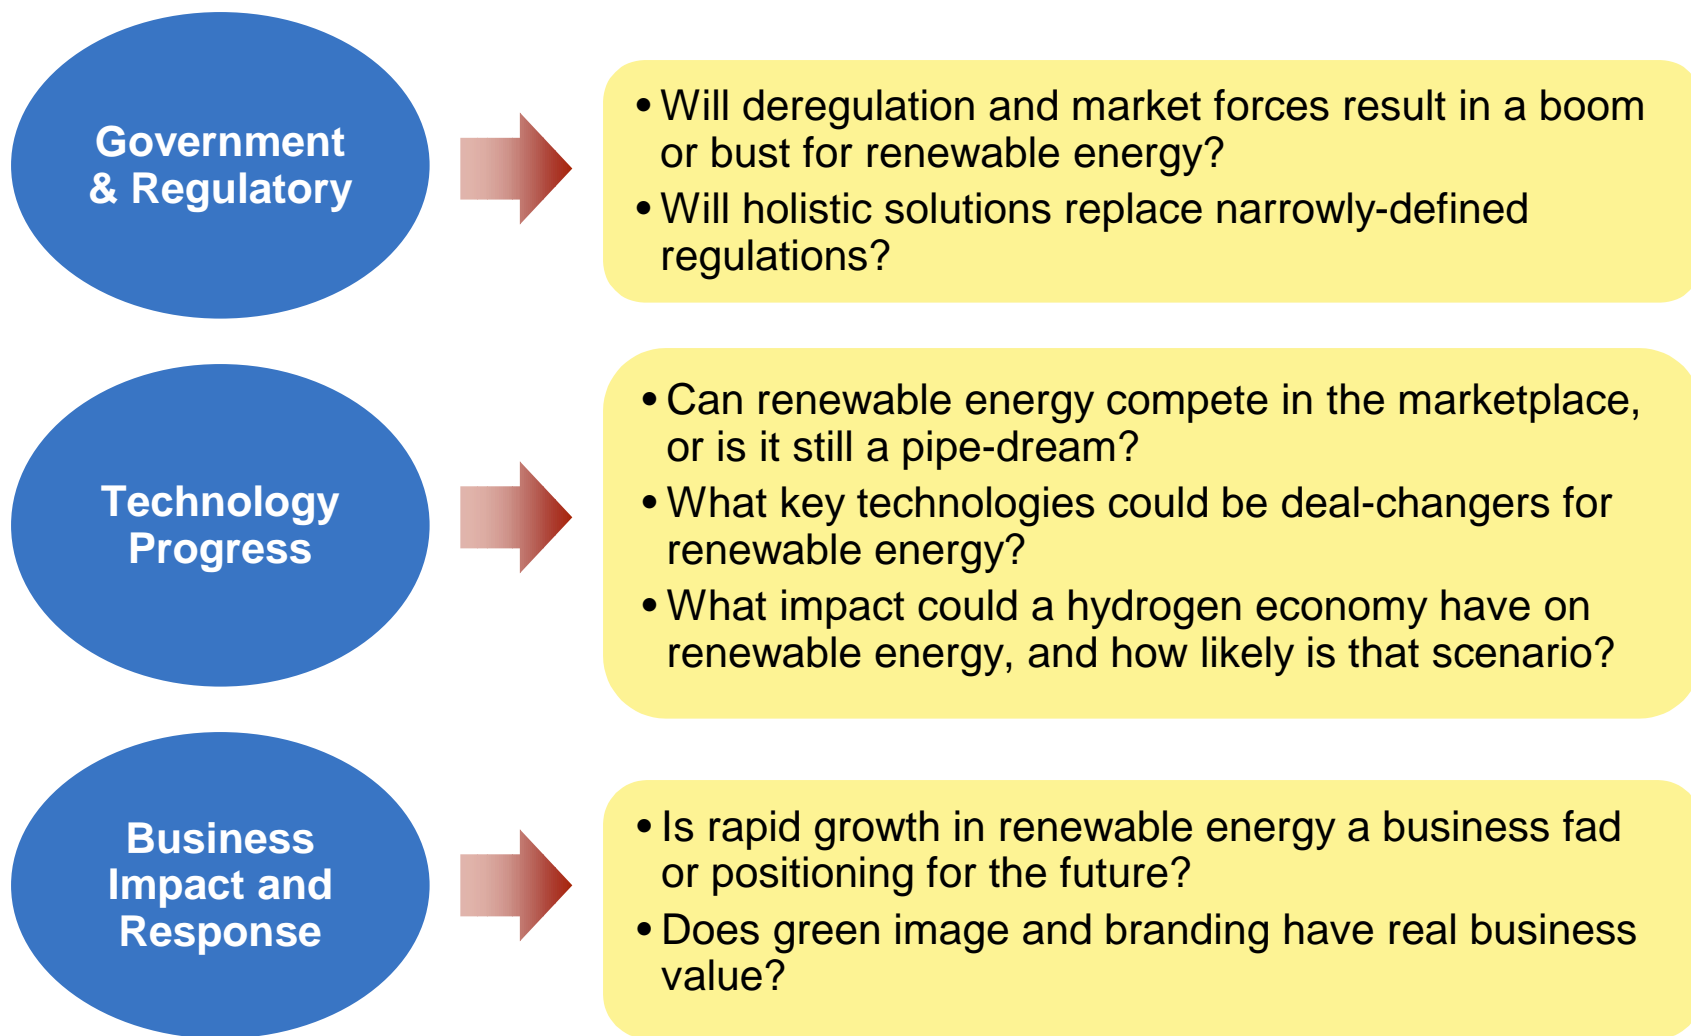 Government
& Regulatory
• Will deregulation and market forces result in a boom
or bust for renewable energy?
• Will holistic solutions replace narrowly-defined
regulations?
Technology
Progress
• Can renewable energy compete in the marketplace,
or is it still a pipe-dream?
• What key technologies could be deal-changers for
renewable energy?
• What impact could a hydrogen economy have on
renewable energy, and how likely is that scenario?
Business
Impact and
Response
• Is rapid growth in renewable energy a business fad
or positioning for the future?
• Does green image and branding have real business
value?